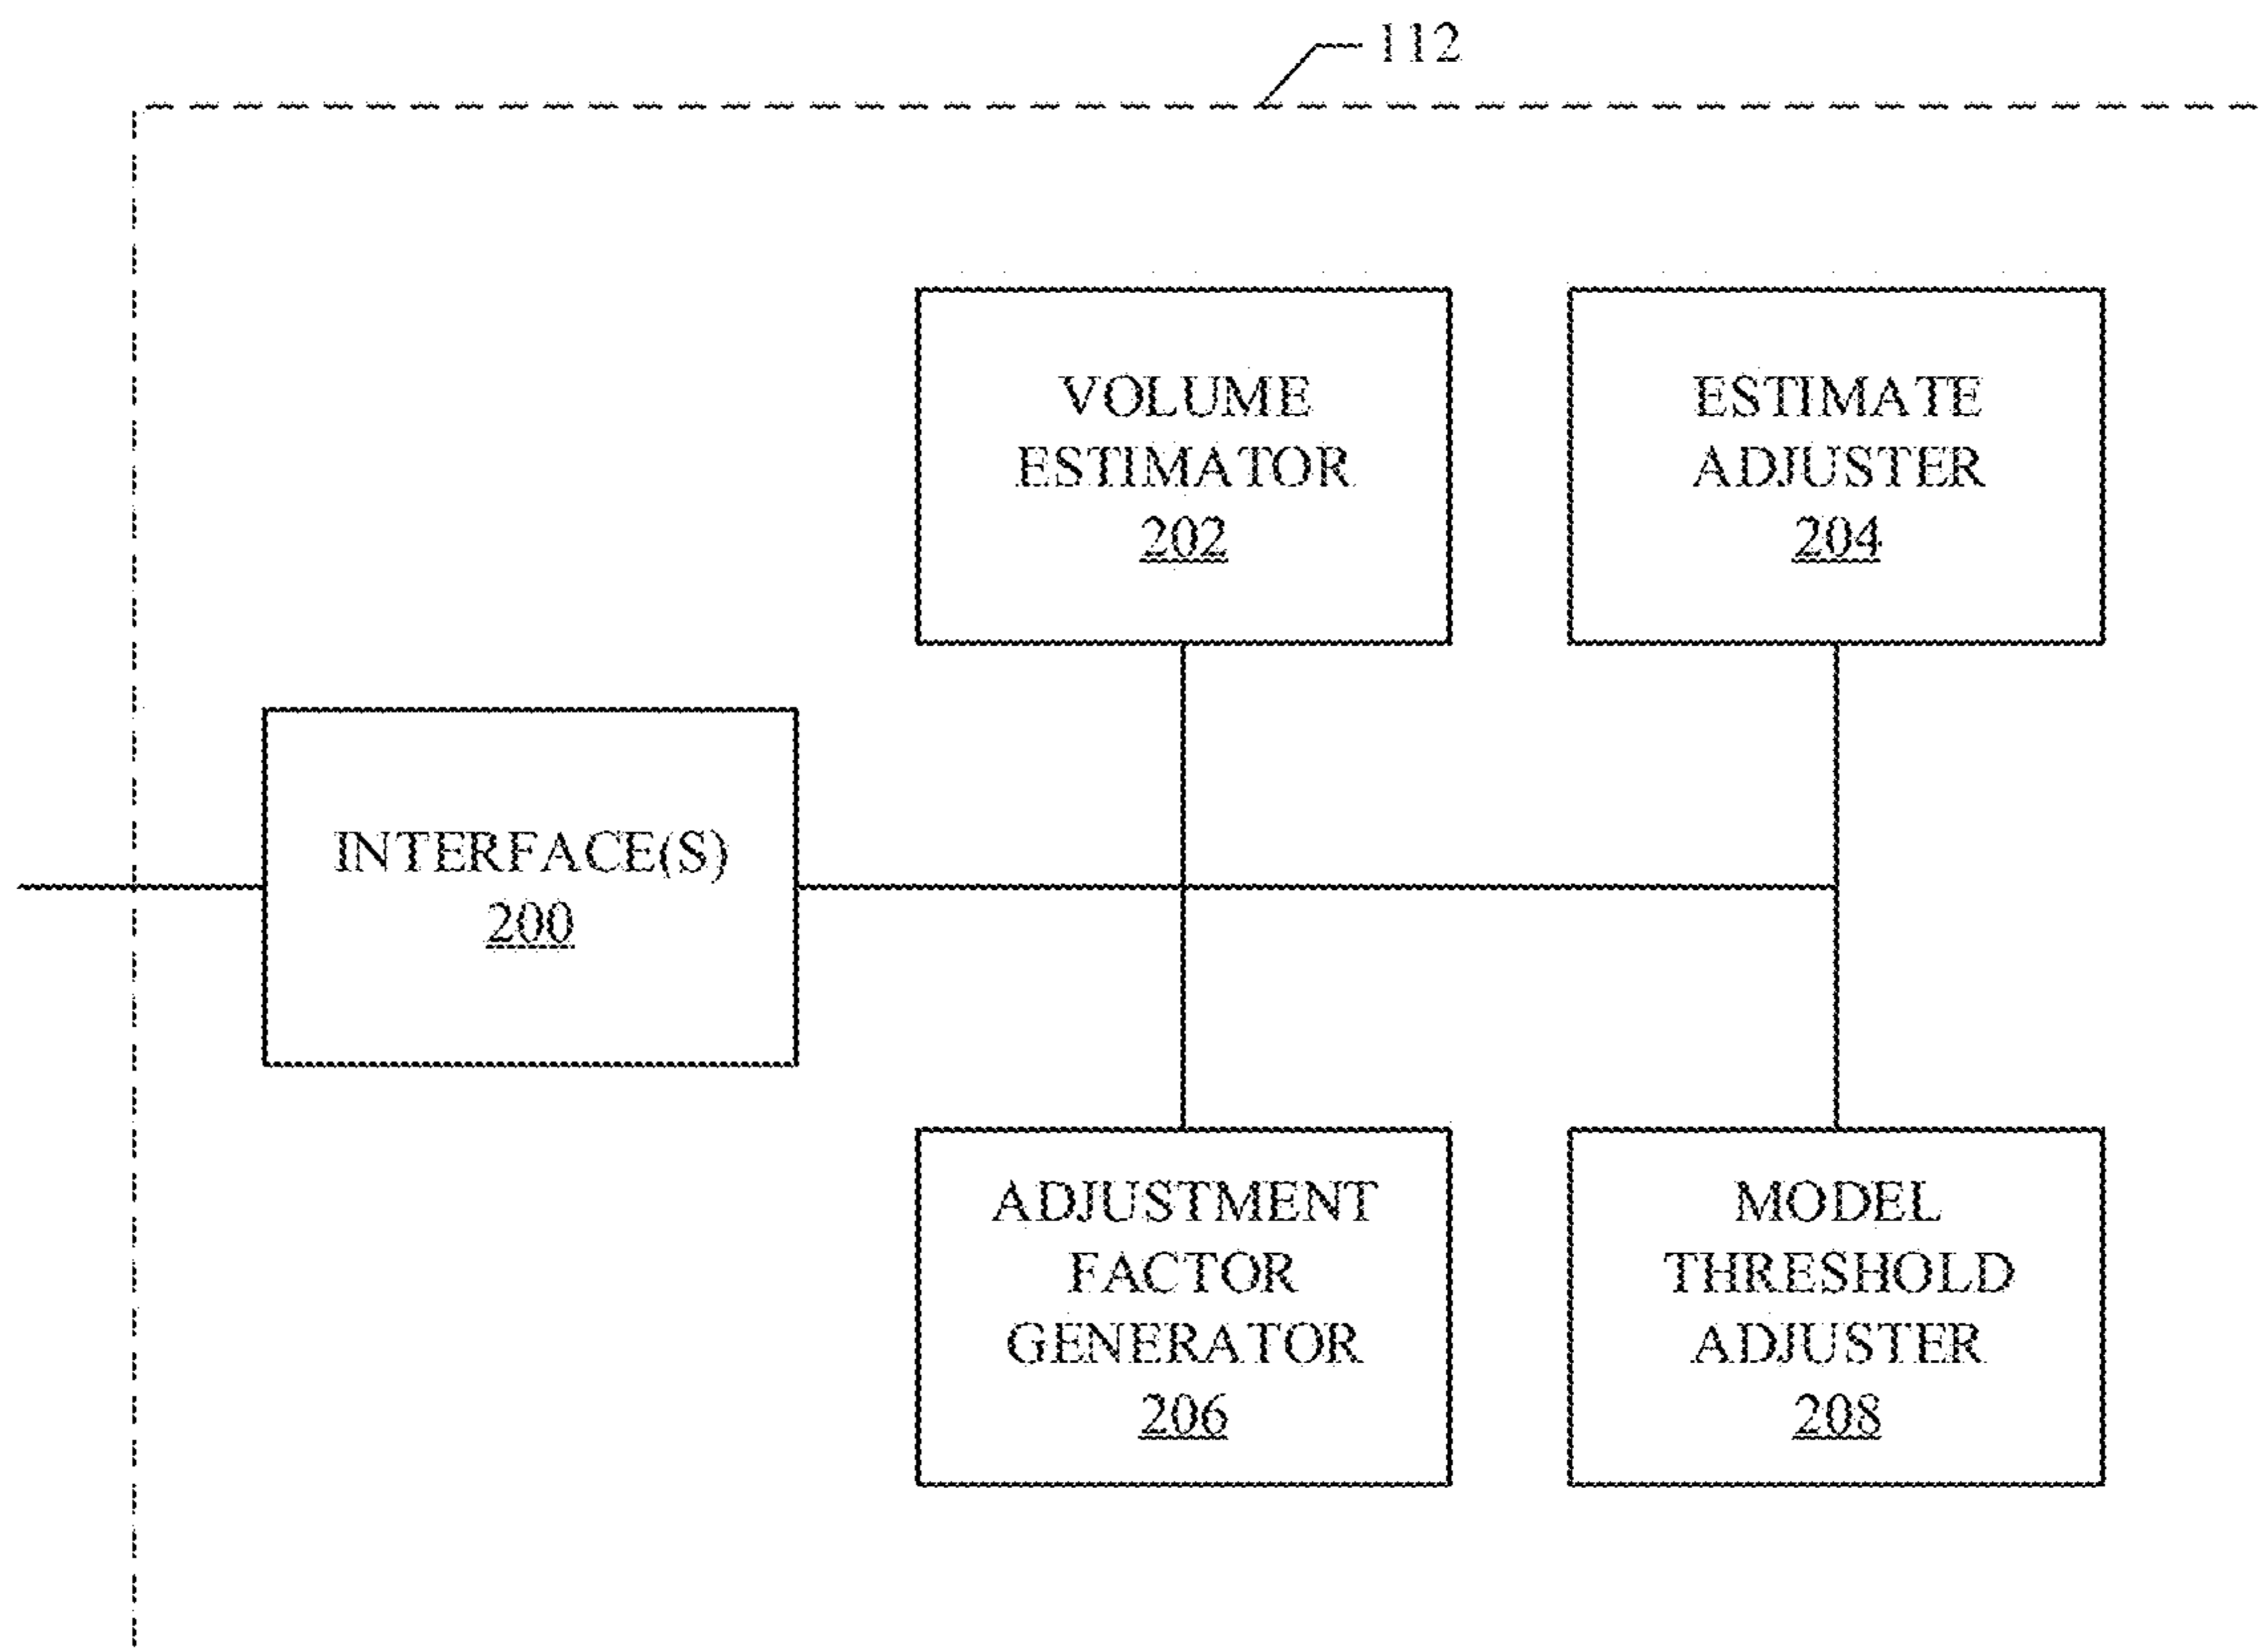 112
VOLUME
ESTIMATOR
202
ESTIMATE
ADJUSTER
204
INTERFACE(S)
200
ADJUSTMENT
FACTOR
GENERATOR
206
MODEL
THRESHOLD
ADJUSTER
208